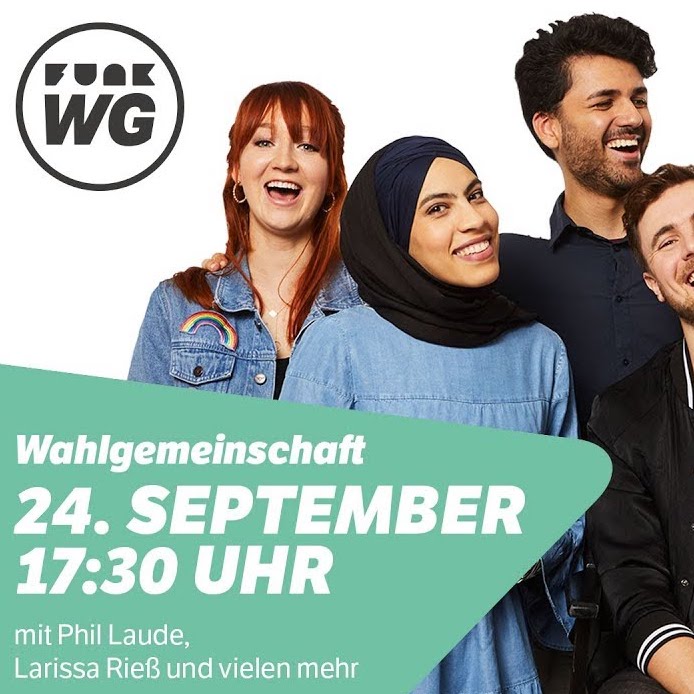 FUNK
WG
Wahlgemeinschaft
24. SEPTEMBER
17:30 UHR
mit Phil Laude,
Larissa Rieß und vielen mehr